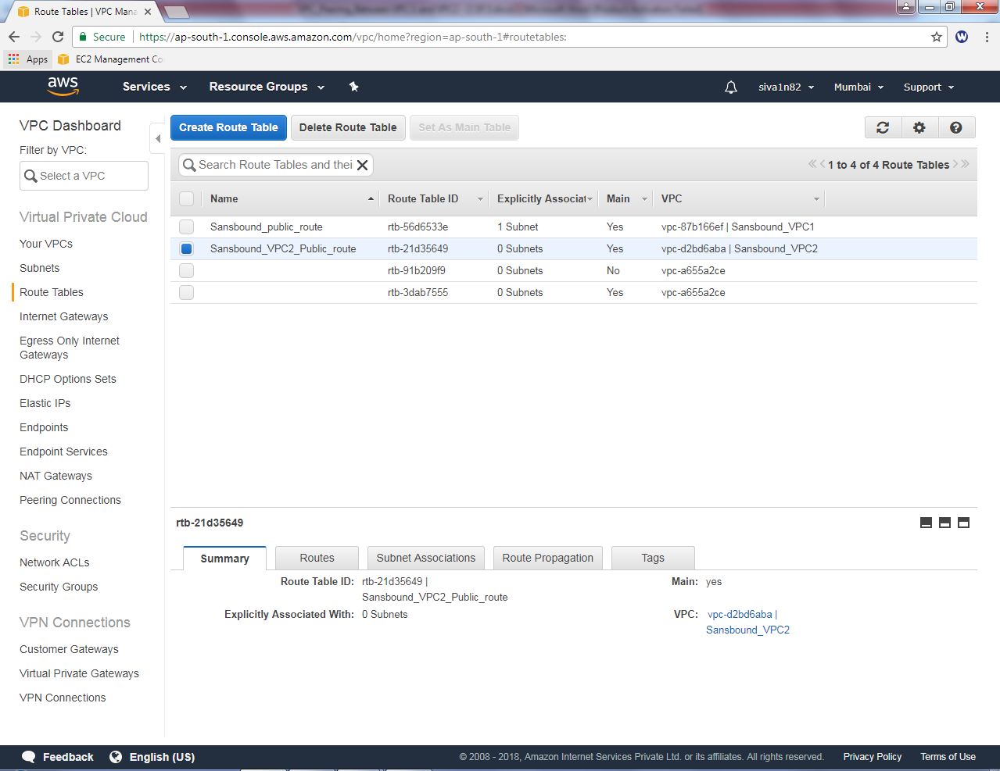 Route Tables | VPC Mana
Secure
https://ap-south-1.console.aws.amazon.com/vpc/home?region=ap-south-1#routetables:
Apps
EC2 Management Co
aws
Services
Resource Groups
siva1n82
Mumbai
Support
VPC Dashboard
Filter by VPC:
Select a VPC
Virtual Private Cloud
Your VPCs
Subnets
Route Tables
Internet Gateways
Egress Only Internet
Gateways
DHCP Options Sets
Elastic IPs
Endpoints
Endpoint Services
NAT Gateways
Peering Connections
Security
Network ACLs
Security Groups
VPN Connections
Customer Gateways
Virtual Private Gateways
VPN Connections
Create Route Table
Delete Route Table
Set As Main Table
Search Route Tables and thei
1 to 4 of 4 Route Tables
Name Route Table ID Explicitly Associat Main VPC
Sansbound_public_route rtb-56d6533e 1 Subnet Yes vpc-87b166ef | Sansbound_VPC1
Sansbound_VPC2_Public_route rtb-21d35649 0 Subnets Yes vpc-d2bd6aba | Sansbound_VPC2
rtb-91b209f9 0 Subnets No vpc-a655a2ce
rtb-3dab7555 0 Subnets Yes vpc-a655a2ce
rtb-21d35649
Summary
Routes
Subnet Associations
Route Propagation
Tags
Route Table ID: rtb-21d35649 |
Sansbound_VPC2_Public_route
Main: yes
Explicitly Associated With: 0 Subnets
VPC: vpc-d2bd6aba |
Sansbound_VPC2
Feedback
English (US)
© 2008 - 2018, Amazon Internet Services Private Ltd. or its affiliates. All rights reserved.
Privacy Policy
Terms of Use